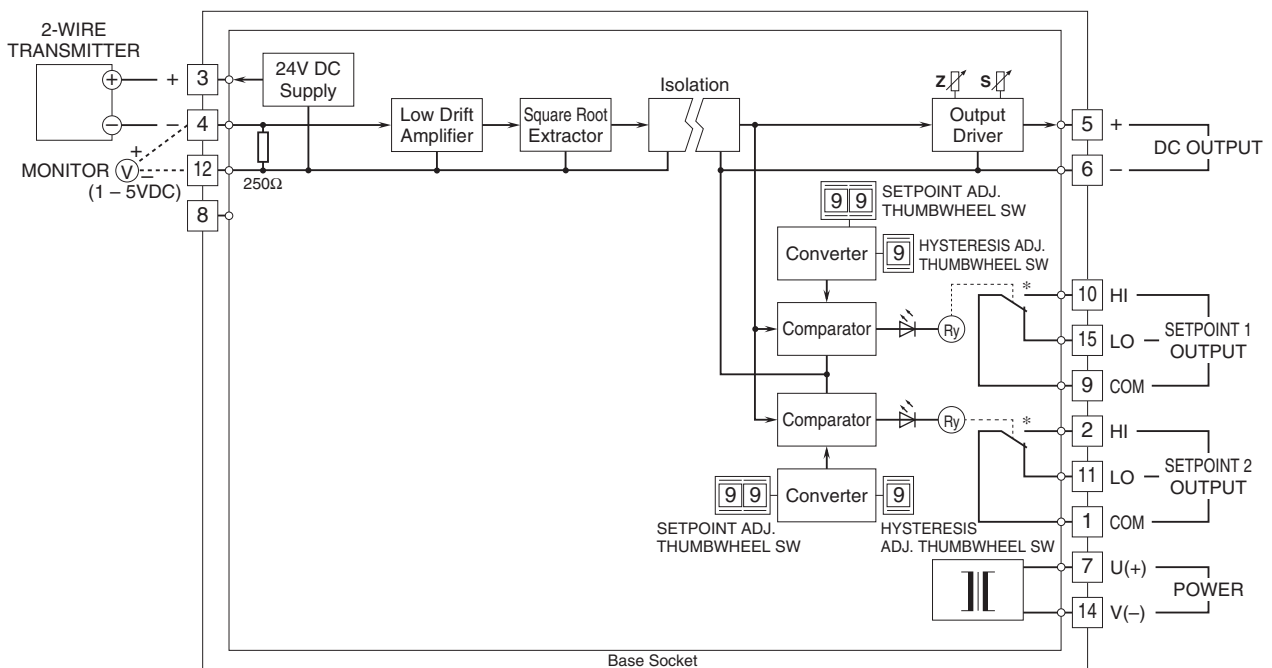 2-WIRE
TRANSMITTER
+
−
+ 3
− 4
MONITOR V + −
(1 – 5VDC)
12
8
24V DC
Supply
250Ω
Low Drift
Amplifier
Square Root
Extractor
Isolation
Z S
Output
Driver
5 +
6 −
DC OUTPUT
9 9 SETPOINT ADJ.
THUMBWHEEL SW
Converter
9 HYSTERESIS ADJ.
THUMBWHEEL SW
Comparator
Ry
*
10 HI
15 LO
9 COM
SETPOINT 1
OUTPUT
Comparator
Ry
*
2 HI
11 LO
1 COM
SETPOINT 2
OUTPUT
9 9 Converter 9
SETPOINT ADJ.
THUMBWHEEL SW
HYSTERESIS
ADJ. THUMBWHEEL SW
7 U(+)
14 V(–)
POWER
Base Socket